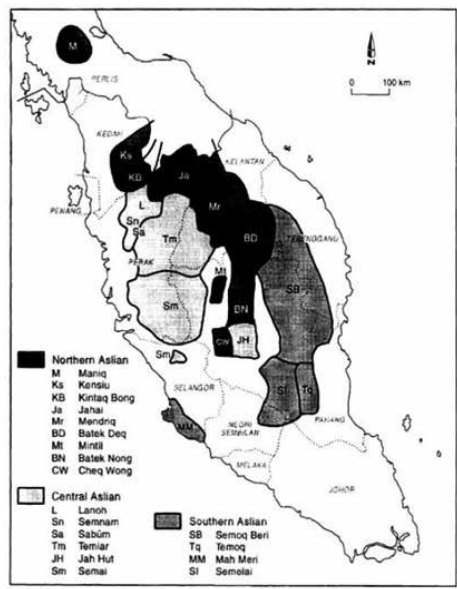 M
N
0 100 km
PERLIS
KEDAH
Ks
KB
Ja
KELANTAN
PENANG
L
Sn
Sa
Mr
Tm
BD
TERENGGANU
PERAK
Mt
SB
Sm
BN
CW
JH
Sm
SELANGOR
Sl
Tq
MM
NEGRI
SEMBILAN
PAHANG
MELAKA
JOHOR
Northern Aslian
M Maniq
Ks Kensiu
KB Kintaq Bong
Ja Jahai
Mr Mendriq
BD Batek Deq
Mt Mintil
BN Batek Nong
CW Cheq Wong
Central Aslian
L Lanoh
Sn Semnam
Sa Sabüm
Tm Temiar
JH Jah Hut
Sm Semai
Southern Aslian
SB Semoq Beri
Tq Temoq
MM Mah Meri
Sl Semelai